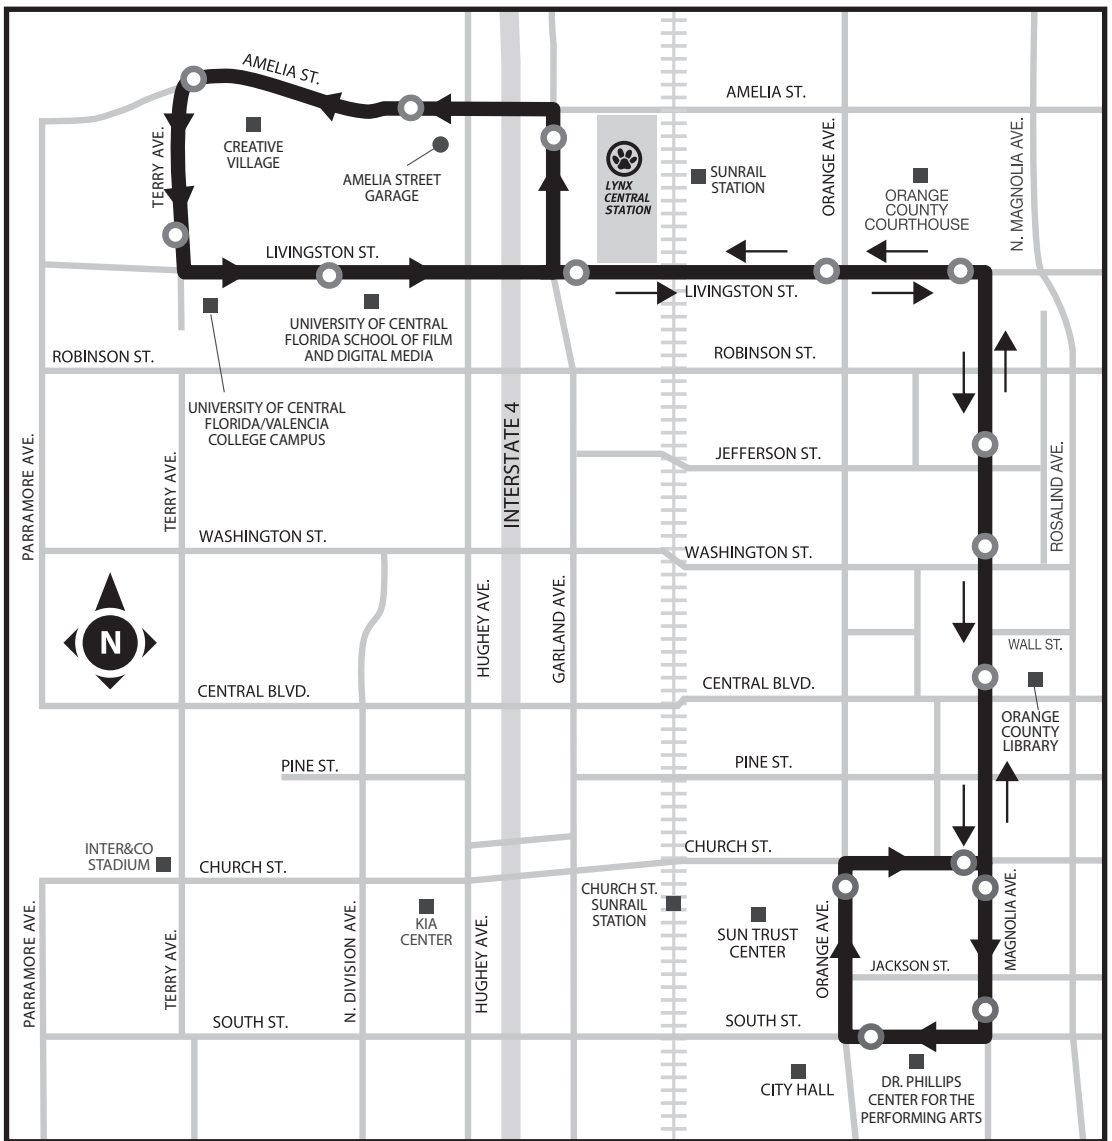 AMELIA ST.
AMELIA ST.
TERRY AVE.
CREATIVE
VILLAGE
AMELIA STREET
GARAGE
LYNX
CENTRAL
STATION
SUNRAIL
STATION
ORANGE AVE.
ORANGE
COUNTY
COURTHOUSE
N. MAGNOLIA AVE.
LIVINGSTON ST.
LIVINGSTON ST.
UNIVERSITY OF CENTRAL
FLORIDA SCHOOL OF FILM
AND DIGITAL MEDIA
ROBINSON ST.
ROBINSON ST.
UNIVERSITY OF CENTRAL
FLORIDA/VALENCIA
COLLEGE CAMPUS
INTERSTATE 4
PARRAMORE AVE.
TERRY AVE.
JEFFERSON ST.
ROSALIND AVE.
WASHINGTON ST.
WASHINGTON ST.
N
HUGHEY AVE.
GARLAND AVE.
WALL ST.
CENTRAL BLVD.
CENTRAL BLVD.
ORANGE
COUNTY
LIBRARY
PINE ST.
PINE ST.
INTER&CO
STADIUM
CHURCH ST.
CHURCH ST.
PARRAMORE AVE.
TERRY AVE.
N. DIVISION AVE.
KIA
CENTER
HUGHEY AVE.
CHURCH ST.
SUNRAIL
STATION
SUN TRUST
CENTER
ORANGE AVE.
JACKSON ST.
MAGNOLIA AVE.
SOUTH ST.
SOUTH ST.
CITY HALL
DR. PHILLIPS
CENTER FOR THE
PERFORMING ARTS